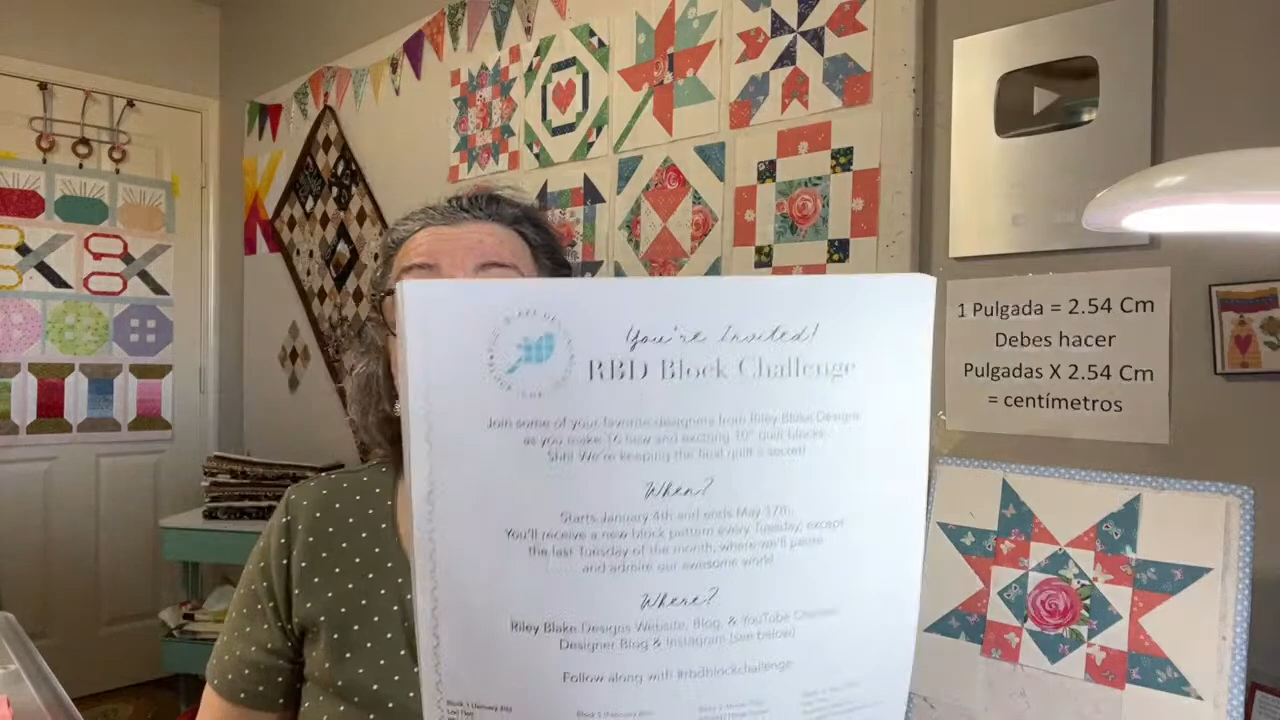 You're Invited!
RBD Block Challenge
Join some of your favorite designers from Riley Blake Designs
as you make 16 new and exciting 10" quilt blocks.
Shh! We're keeping the final quilt a secret!
When?
Starts January 4th and ends May 17th.
You'll receive a new block pattern every Tuesday, except
the last Tuesday of the month, where we'll pause
and admire our awesome work!
Where?
Riley Blake Designs Website, Blog, & YouTube Channel
Designer Blog & Instagram (see below)
Follow along with #rbdblockchallenge
Block 1 (January
1 Pulgada = 2.54 Cm
Debes hacer
Pulgadas X 2.54 Cm
= centímetros
K